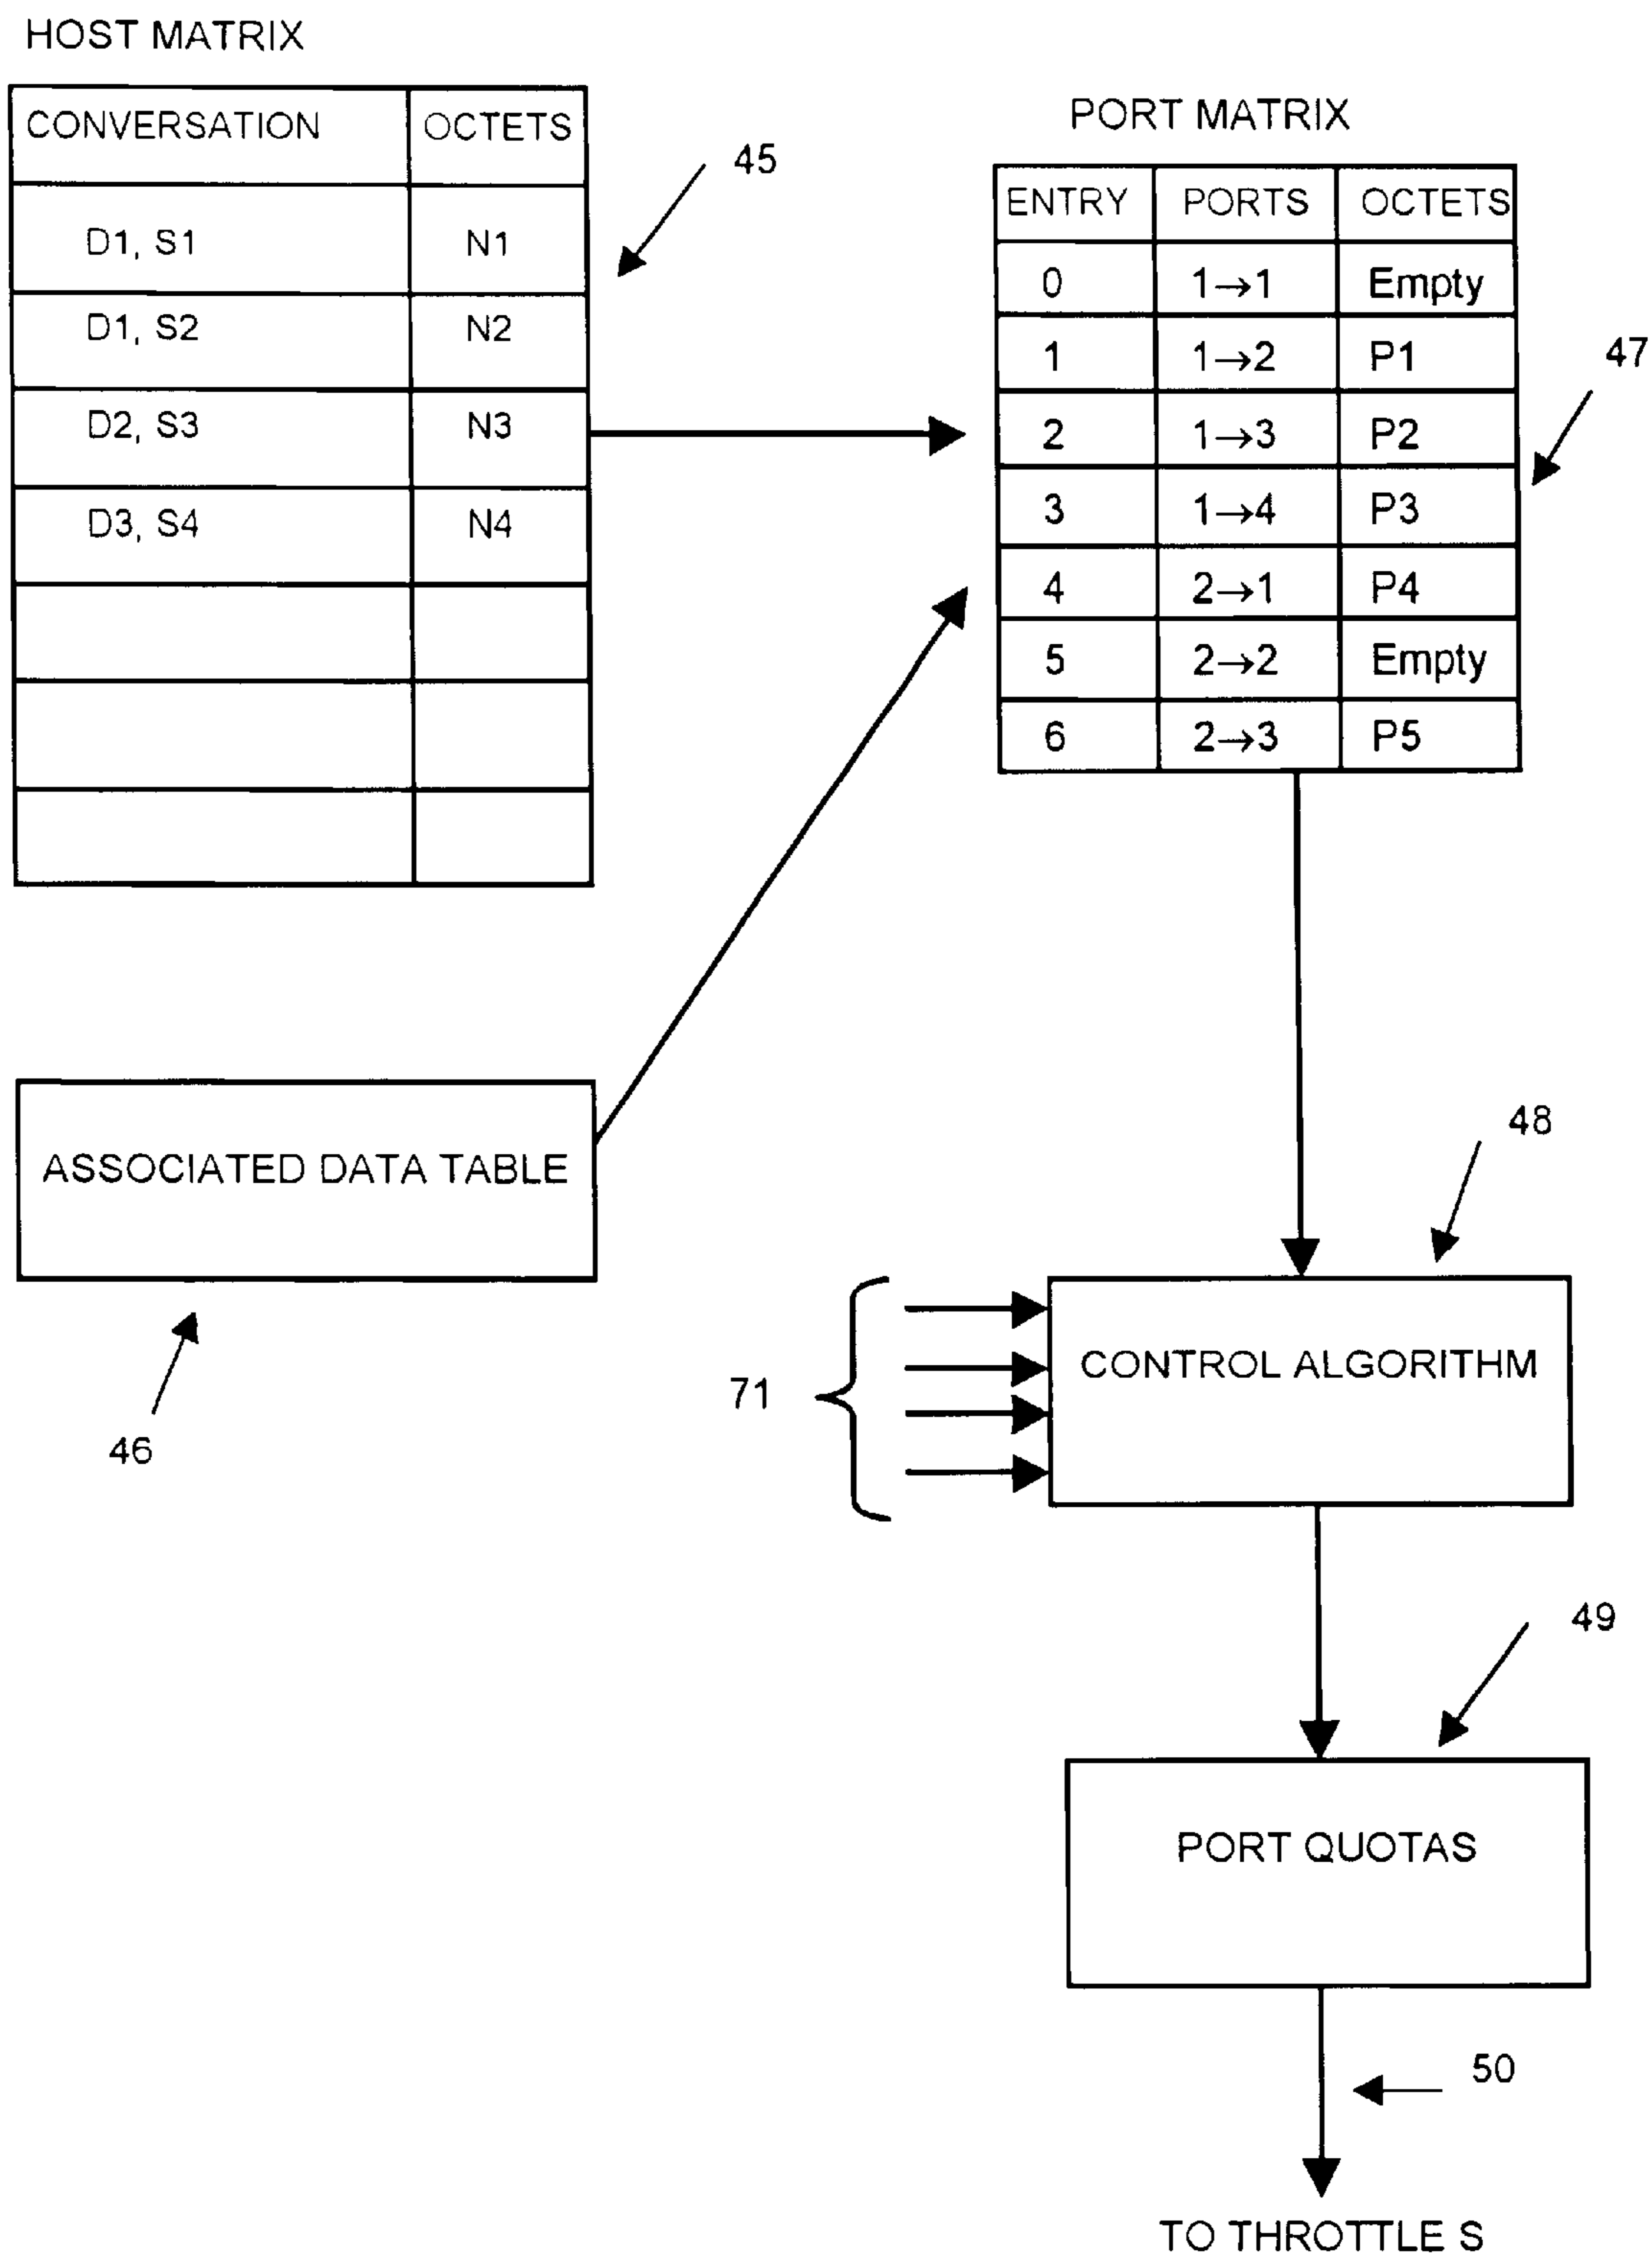 HOST MATRIX
CONVERSATION OCTETS
D1, S1 N1
D1, S2 N2
D2, S3 N3
D3, S4 N4
45
PORT MATRIX
ENTRY PORTS OCTETS
0 1→1 Empty
1 1→2 P1
2 1→3 P2
3 1→4 P3
4 2→1 P4
5 2→2 Empty
6 2→3 P5
47
ASSOCIATED DATA TABLE
46
48
71
CONTROL ALGORITHM
49
PORT QUOTAS
50
TO THROTTLE S